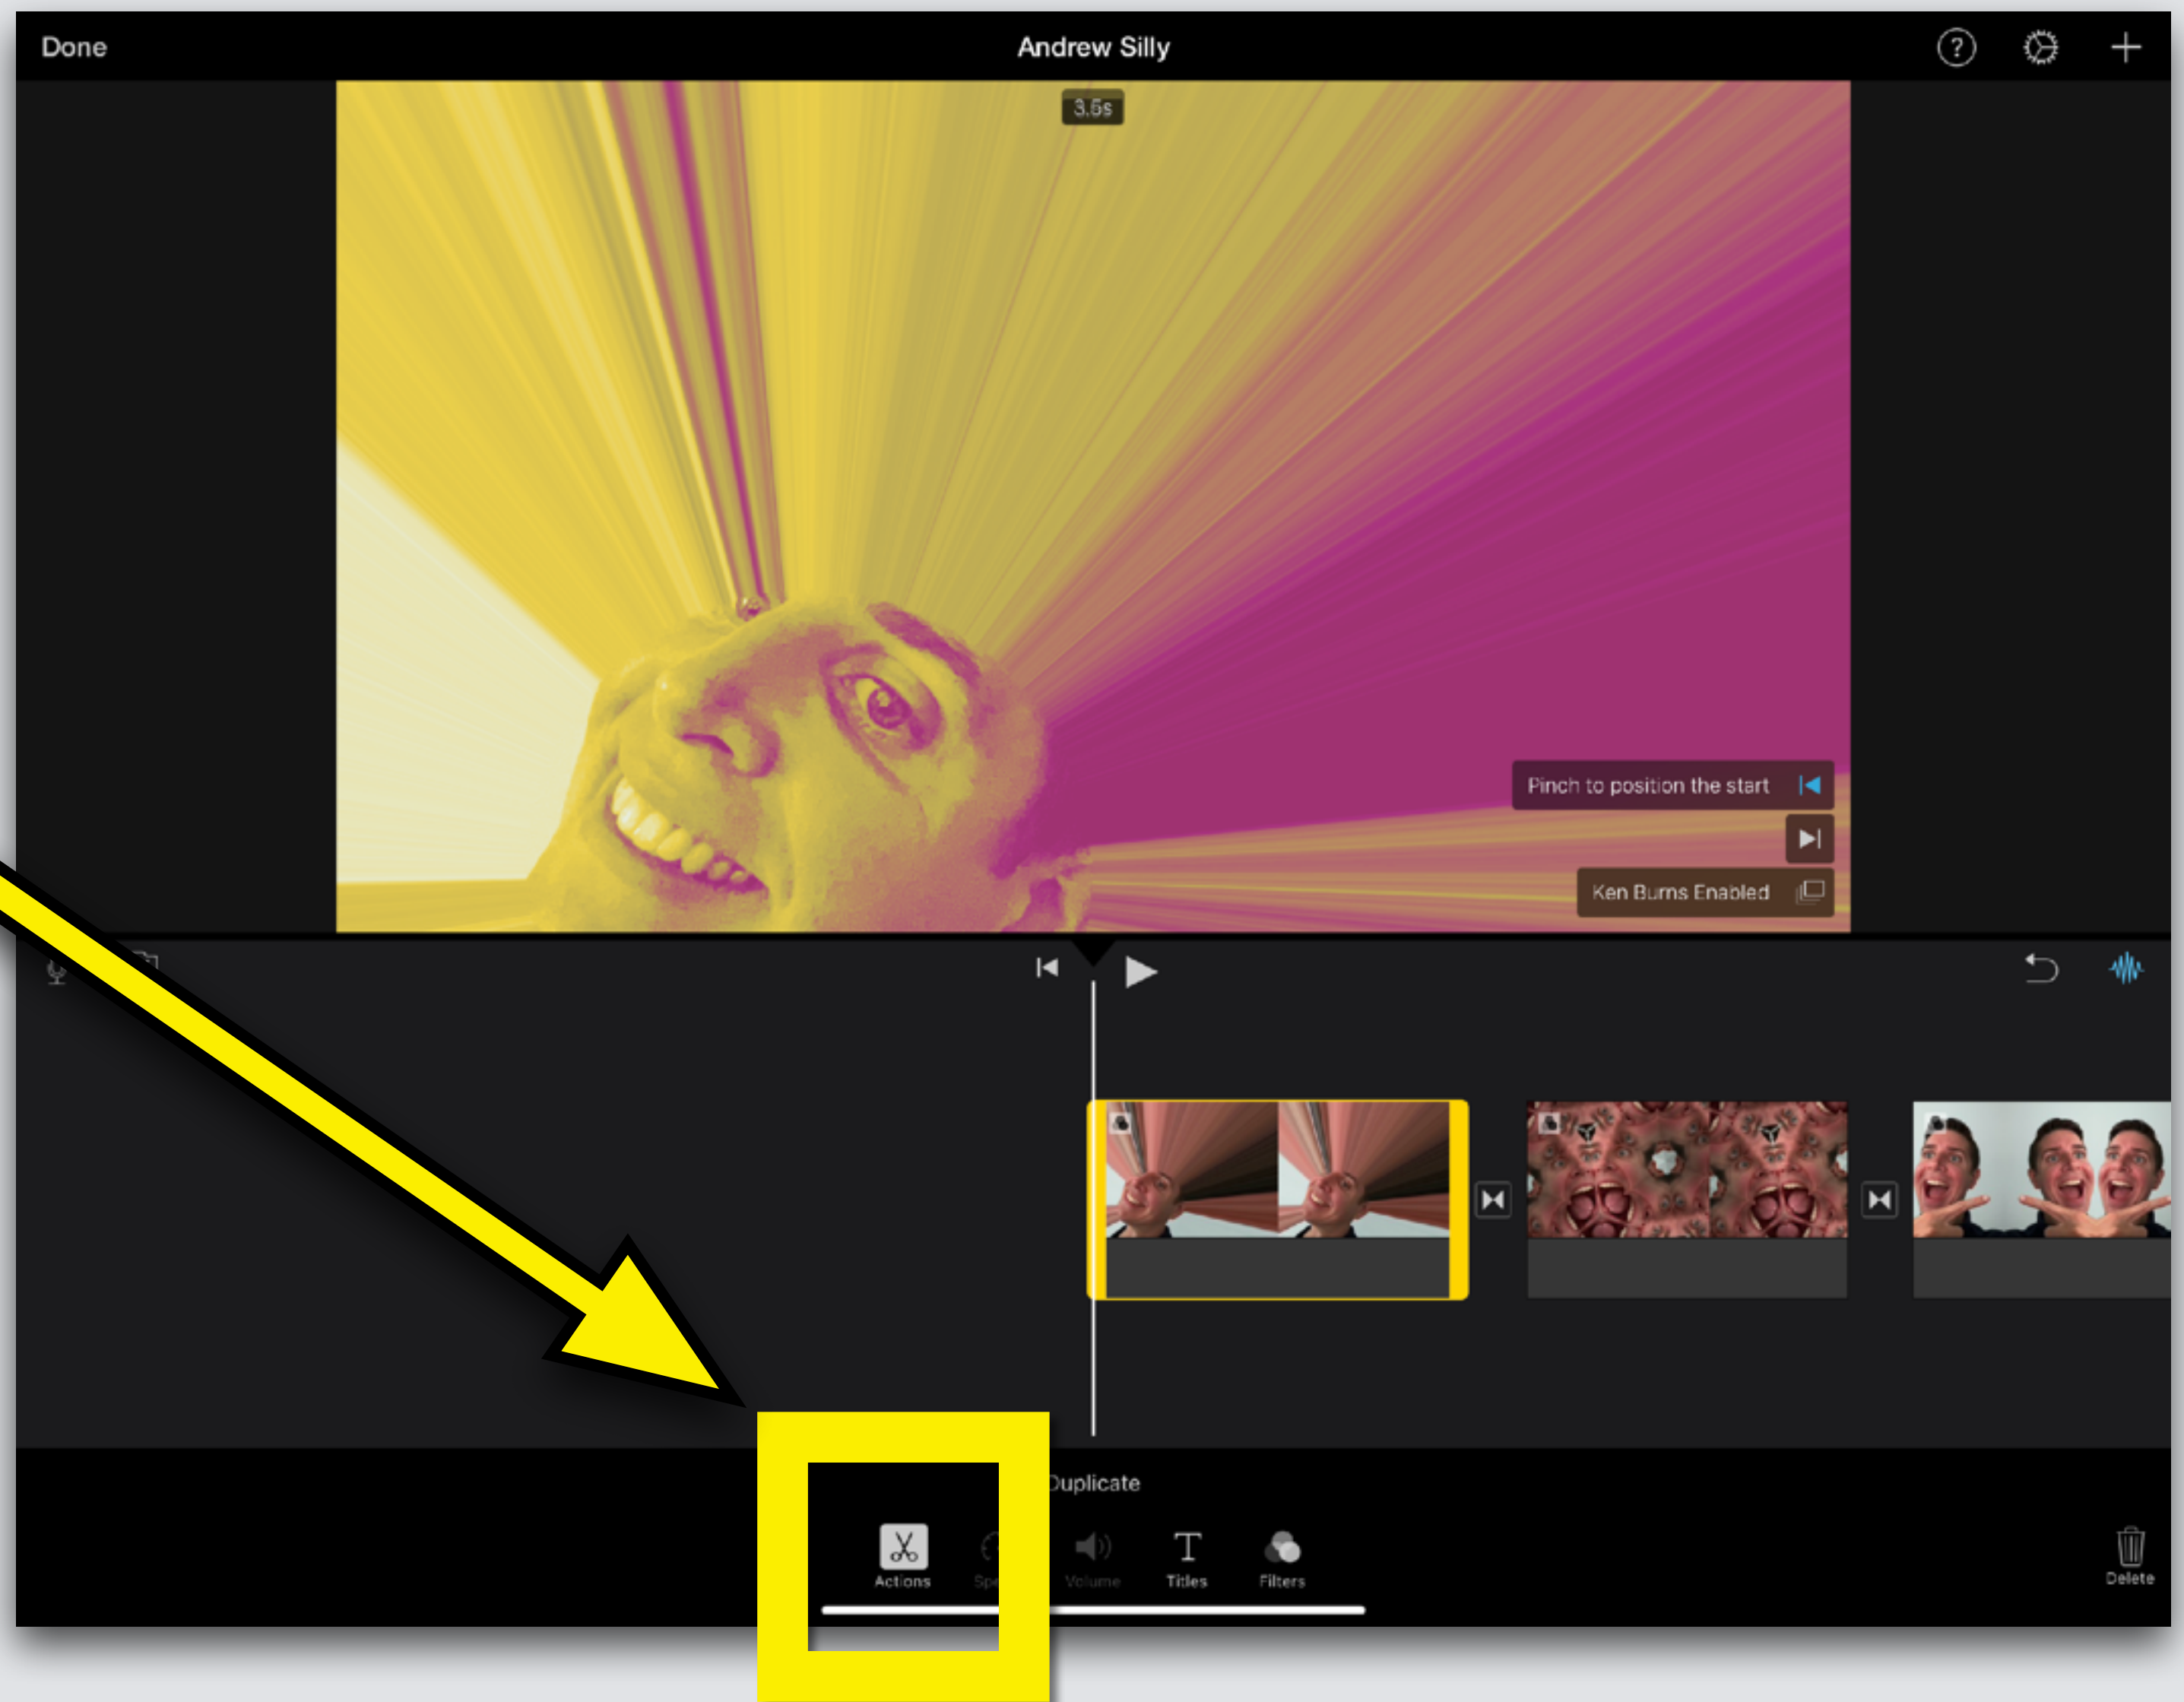 Done
Andrew Silly
?
3.5s
Pinch to position the start
Ken Burns Enabled
Duplicate
Actions
Volume
T
Titles
Filters
Delete